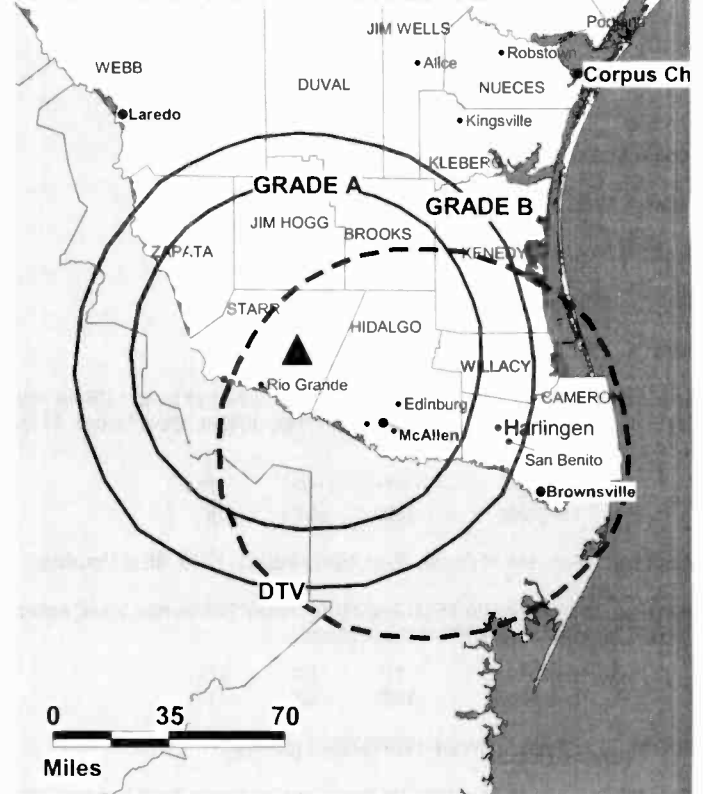 Portland
JIM WELLS
Robstown
Alice
WEBB
Corpus Ch
DUVAL
NUECES
Laredo
Kingsville
KLEBERG
GRADE A
GRADE B
JIM HOGG
BROOKS
ZAPATA
KENEDY
STARR
HIDALGO
WILLACY
Rio Grande
CAMERON
Edinburg
Harlingen
McAllen
San Benito
Brownsville
DTV
0 35 70
Miles